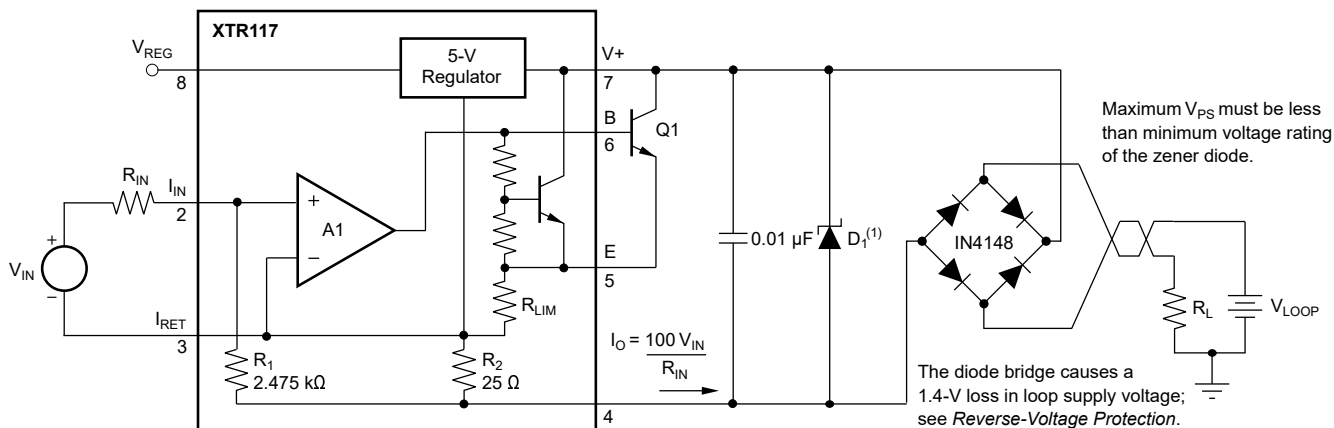 XTR117
V_REG
8
5-V
Regulator
V+
7
B
6
Q1
R_IN
I_IN
2
+
A1
−
E
5
R_LIM
+
V_IN
−
I_RET
3
R_1
2.475 kΩ
R_2
25 Ω
I_O = 100 V_IN
R_IN
4
0.01 µF
D_1^(1)
IN4148
Maximum V_PS must be less
than minimum voltage rating
of the zener diode.
R_L
V_LOOP
The diode bridge causes a
1.4-V loss in loop supply voltage;
see Reverse-Voltage Protection.